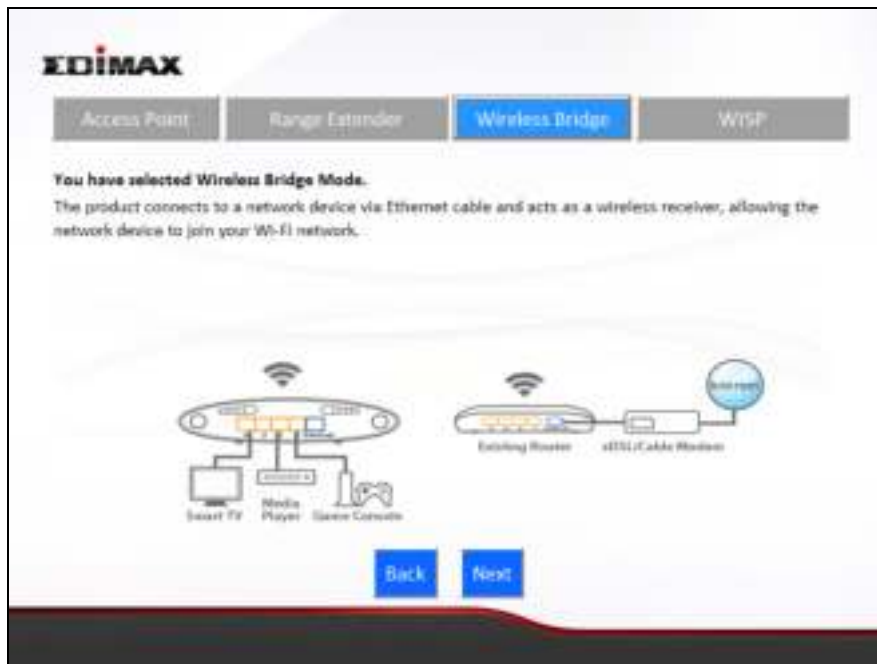 EDIMAX
Access Point
Range Extender
Wireless Bridge
WISP
You have selected Wireless Bridge Mode.
The product connects to a network device via Ethernet cable and acts as a wireless receiver, allowing the
network device to join your Wi-Fi network.
Existing Router
xDSL/Cable Modem
Smart TV
Media
Player
Game Console
Back
Next